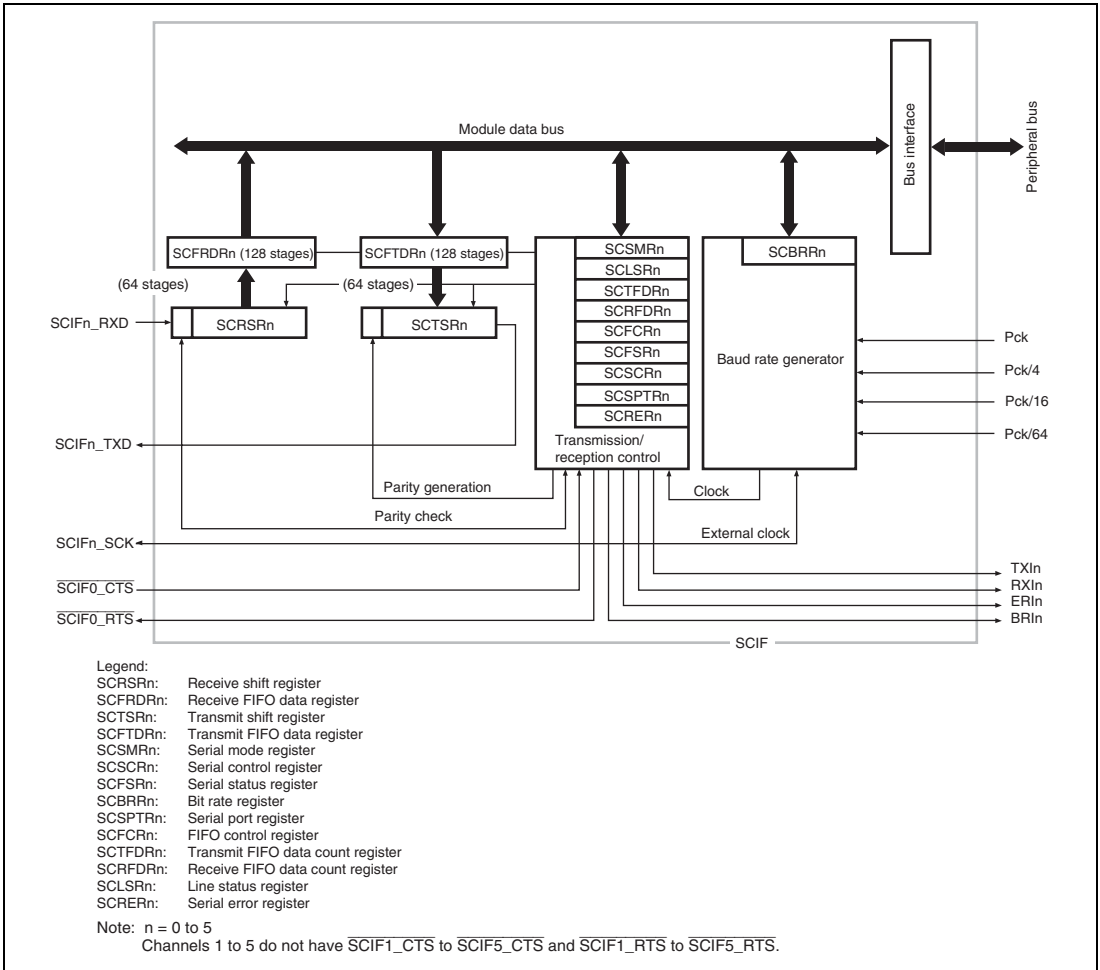 Module data bus
Bus interface
Peripheral bus
SCFRDRn (128 stages)
SCFTDRn (128 stages)
(64 stages)
(64 stages)
SCIFn_RXD
SCRSRn
SCTSRn
SCSMRn
SCLSRn
SCTFDRn
SCRFDRn
SCFCRn
SCFSRn
SCSCRn
SCSPTRn
SCRERn
Transmission/
reception control
SCBRRn
Baud rate generator
Pck
Pck/4
Pck/16
Pck/64
SCIFn_TXD
Parity generation
Parity check
Clock
External clock
SCIFn_SCK
SCIF0_CTS
SCIF0_RTS
TXIn
RXIn
ERIn
BRIn
SCIF
Legend:
SCRSRn: Receive shift register
SCFRDRn: Receive FIFO data register
SCTSRn: Transmit shift register
SCFTDRn: Transmit FIFO data register
SCSMRn: Serial mode register
SCSCRn: Serial control register
SCFSRn: Serial status register
SCBRRn: Bit rate register
SCSPTRn: Serial port register
SCFCRn: FIFO control register
SCTFDRn: Transmit FIFO data count register
SCRFDRn: Receive FIFO data count register
SCLSRn: Line status register
SCRERn: Serial error register
Note: n = 0 to 5
Channels 1 to 5 do not have SCIF1_CTS to SCIF5_CTS and SCIF1_RTS to SCIF5_RTS.